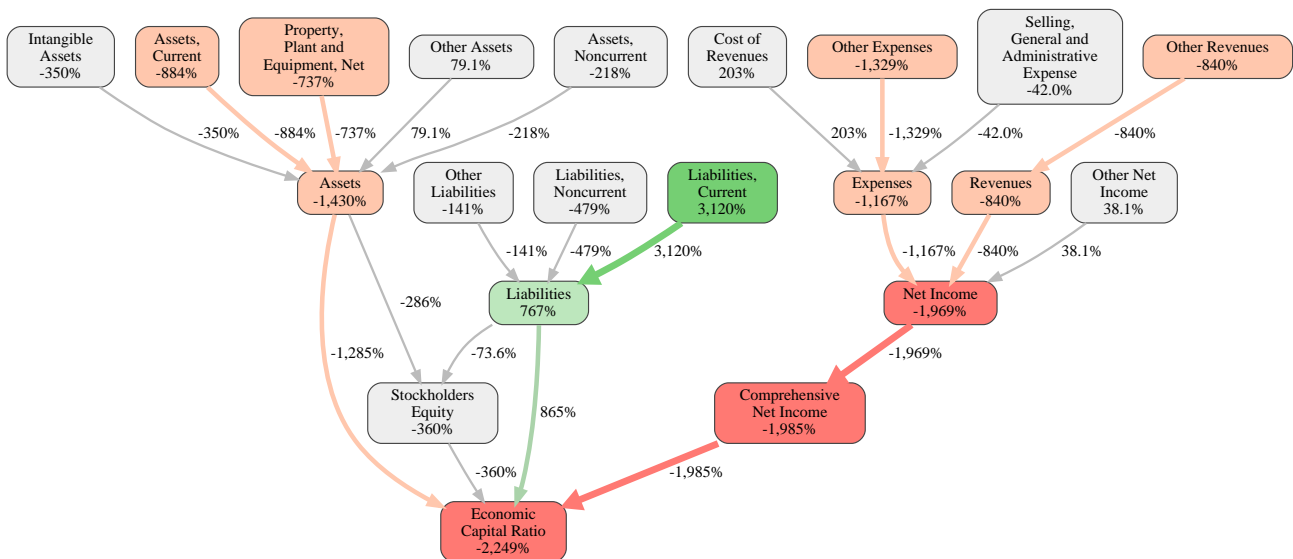 Intangible
Assets
-350%
Assets,
Current
-884%
Property,
Plant and
Equipment, Net
-737%
Other Assets
79.1%
Assets,
Noncurrent
-218%
Cost of
Revenues
203%
Other Expenses
-1,329%
Selling,
General and
Administrative
Expense
-42.0%
Other Revenues
-840%
-350%
-884%
-737%
79.1%
-218%
203%
-1,329%
-42.0%
-840%
Assets
-1,430%
Other
Liabilities
-141%
Liabilities,
Noncurrent
-479%
Liabilities,
Current
3,120%
Expenses
-1,167%
Revenues
-840%
Other Net
Income
38.1%
-141%
-479%
3,120%
-1,167%
-840%
38.1%
Liabilities
767%
Net Income
-1,969%
-286%
-1,285%
-73.6%
-1,969%
Stockholders
Equity
-360%
865%
Comprehensive
Net Income
-1,985%
-360%
-1,985%
Economic
Capital Ratio
-2,249%